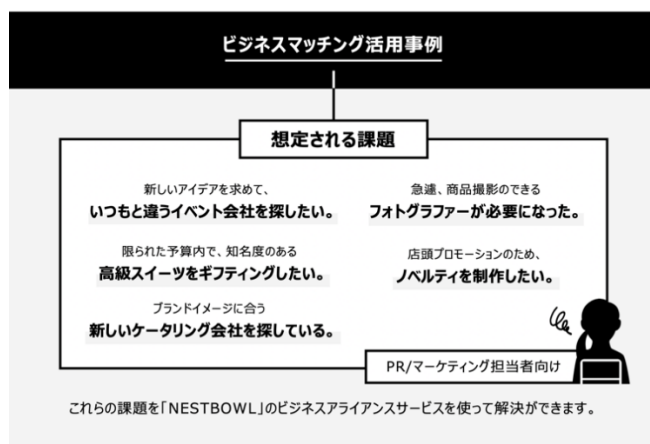 ビジネスマッチング活用事例
想定される課題
新しいアイデアを求めて、
いつもと違うイベント会社を探したい。
限られた予算内で、知名度のある
高級スイーツをギフティングしたい。
ブランドイメージに合う
新しいケータリング会社を探している。
急遽、商品撮影のできる
フォトグラファーが必要になった。
店頭プロモーションのため、
ノベルティを制作したい。
PR/マーケティング担当者向け
これらの課題を「NESTBOWL」のビジネスアライアンスサービスを使って解決ができます。